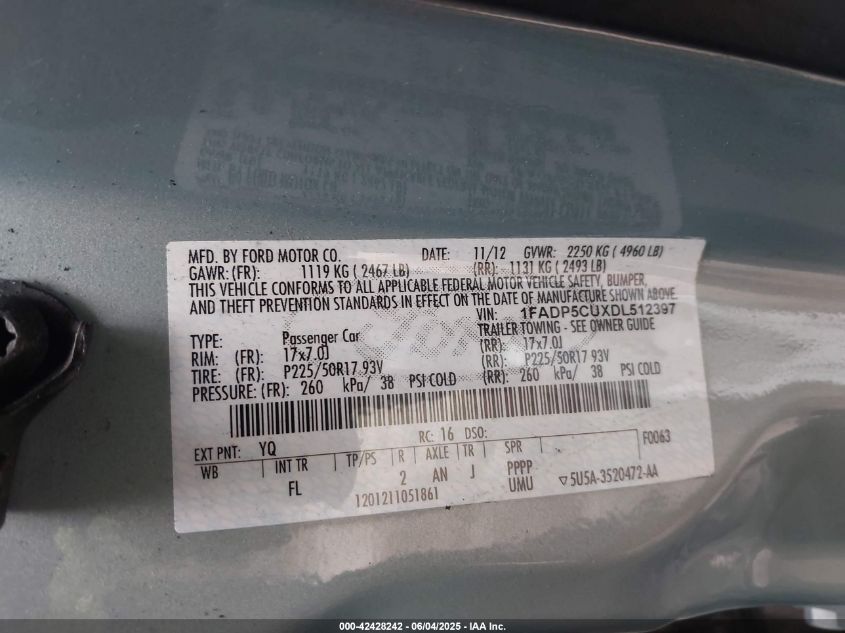 MFD. BY FORD MOTOR CO. DATE: 11/12 GVWR: 2250 KG ( 4960 LB)
GAWR: (FR): 1119 KG ( 2467 LB) (RR): 1131 KG ( 2493 LB)
THIS VEHICLE CONFORMS TO ALL APPLICABLE FEDERAL MOTOR VEHICLE SAFETY, BUMPER,
AND THEFT PREVENTION STANDARDS IN EFFECT ON THE DATE OF MANUFACTURE SHOWN ABOVE.
VIN: 1FADP5CUXDL512397
TYPE: Passenger Car TRAILER TOWING - SEE OWNER GUIDE
RIM: (FR): 17x7.0J (RR): 17x7.0J
TIRE: (FR): P225/50R17 93V (RR): P225/50R17 93V
PRESSURE: (FR): 260 kPa/ 38 PSI COLD (RR): 260 kPa/ 38 PSI COLD
EXT PNT: YQ RC: 16 DSO: F0063
WB INT TR TP/PS R AXLE TR SPR
FL 2 AN J PPPP
UMU ▽5U5A-3520472-AA
1201211051861
000-42428242 - 06/04/2025 - IAA Inc.